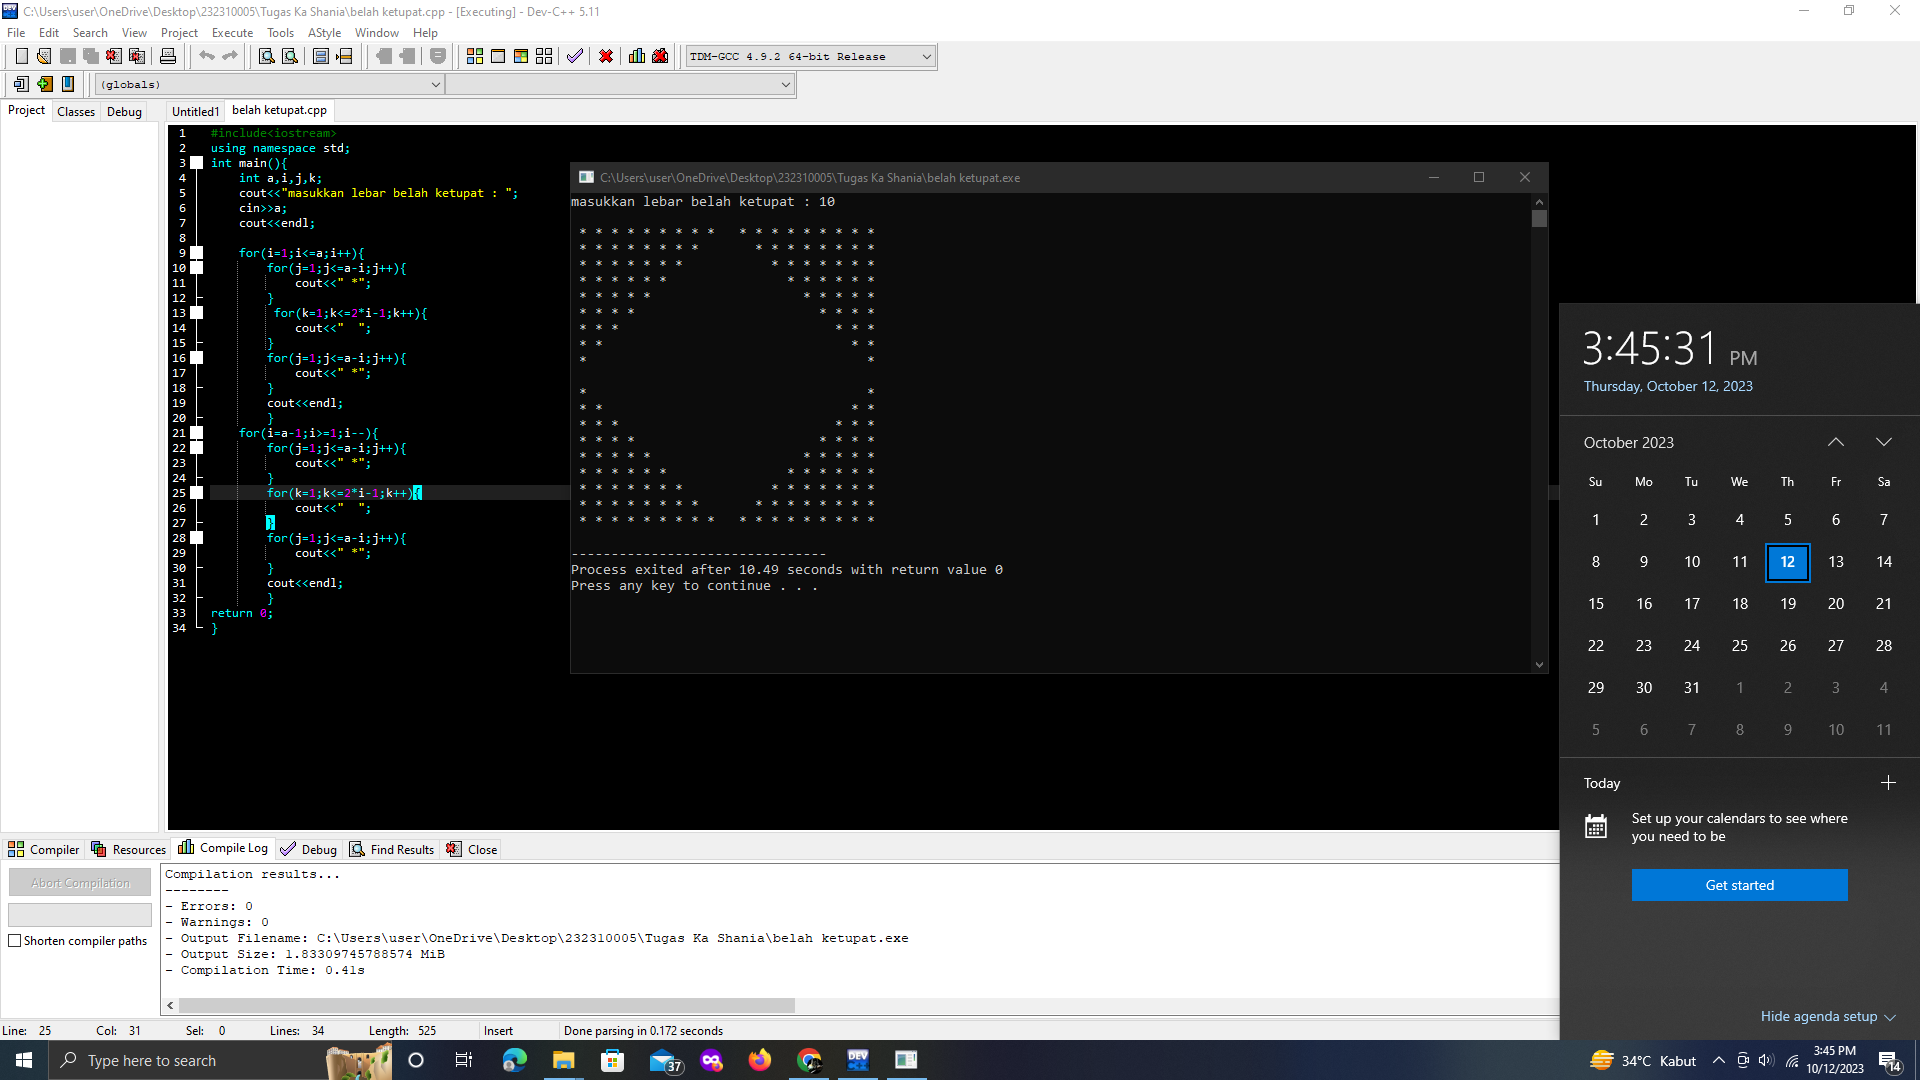 C:\Users\user\OneDrive\Desktop\232310005\Tugas Ka Shania\belah ketupat.cpp - [Executing] - Dev-C++ 5.11
File Edit Search View Project Execute Tools AStyle Window Help
TDM-GCC 4.9.2 64-bit Release
(globals)
Project Classes Debug Untitled1 belah ketupat.cpp
1 #include<iostream>
2 using namespace std;
3 int main(){
4 int a,i,j,k;
5 cout<<"masukkan lebar belah ketupat : ";
6 cin>>a;
7 cout<<endl;
8
9 for(i=1;i<=a;i++){
10 for(j=1;j<=a-i;j++){
11 cout<<" *";
12 }
13 for(k=1;k<=2*i-1;k++){
14 cout<<"  ";
15 }
16 for(j=1;j<=a-i;j++){
17 cout<<" *";
18 }
19 cout<<endl;
20 }
21 for(i=a-1;i>=1;i--){
22 for(j=1;j<=a-i;j++){
23 cout<<" *";
24 }
25 for(k=1;k<=2*i-1;k++){
26 cout<<"  ";
27 }
28 for(j=1;j<=a-i;j++){
29 cout<<" *";
30 }
31 cout<<endl;
32 }
33 return 0;
34 }
C:\Users\user\OneDrive\Desktop\232310005\Tugas Ka Shania\belah ketupat.exe
masukkan lebar belah ketupat : 10
 * * * * * * * * *   * * * * * * * * *
 * * * * * * * *       * * * * * * * *
 * * * * * * *           * * * * * * *
 * * * * * *               * * * * * *
 * * * * *                   * * * * *
 * * * *                       * * * *
 * * *                           * * *
 * *                               * *
 *                                   *

 *                                   *
 * *                               * *
 * * *                           * * *
 * * * *                       * * * *
 * * * * *                   * * * * *
 * * * * * *               * * * * * *
 * * * * * * *           * * * * * * *
 * * * * * * * *       * * * * * * * *
 * * * * * * * * *   * * * * * * * * *
--------------------------------
Process exited after 10.49 seconds with return value 0
Press any key to continue . . .
3:45:31 PM
Thursday, October 12, 2023
October 2023
Su Mo Tu We Th Fr Sa
1 2 3 4 5 6 7
8 9 10 11 12 13 14
15 16 17 18 19 20 21
22 23 24 25 26 27 28
29 30 31 1 2 3 4
5 6 7 8 9 10 11
Today
Set up your calendars to see where
you need to be
Get started
Hide agenda setup
Compiler Resources Compile Log Debug Find Results Close
Abort Compilation
Shorten compiler paths
Compilation results...
--------
- Errors: 0
- Warnings: 0
- Output Filename: C:\Users\user\OneDrive\Desktop\232310005\Tugas Ka Shania\belah ketupat.exe
- Output Size: 1.83309745788574 MiB
- Compilation Time: 0.41s
Line: 25 Col: 31 Sel: 0 Lines: 34 Length: 525 Insert Done parsing in 0.172 seconds
Type here to search
37
DEV
34°C Kabut
3:45 PM
10/12/2023
14